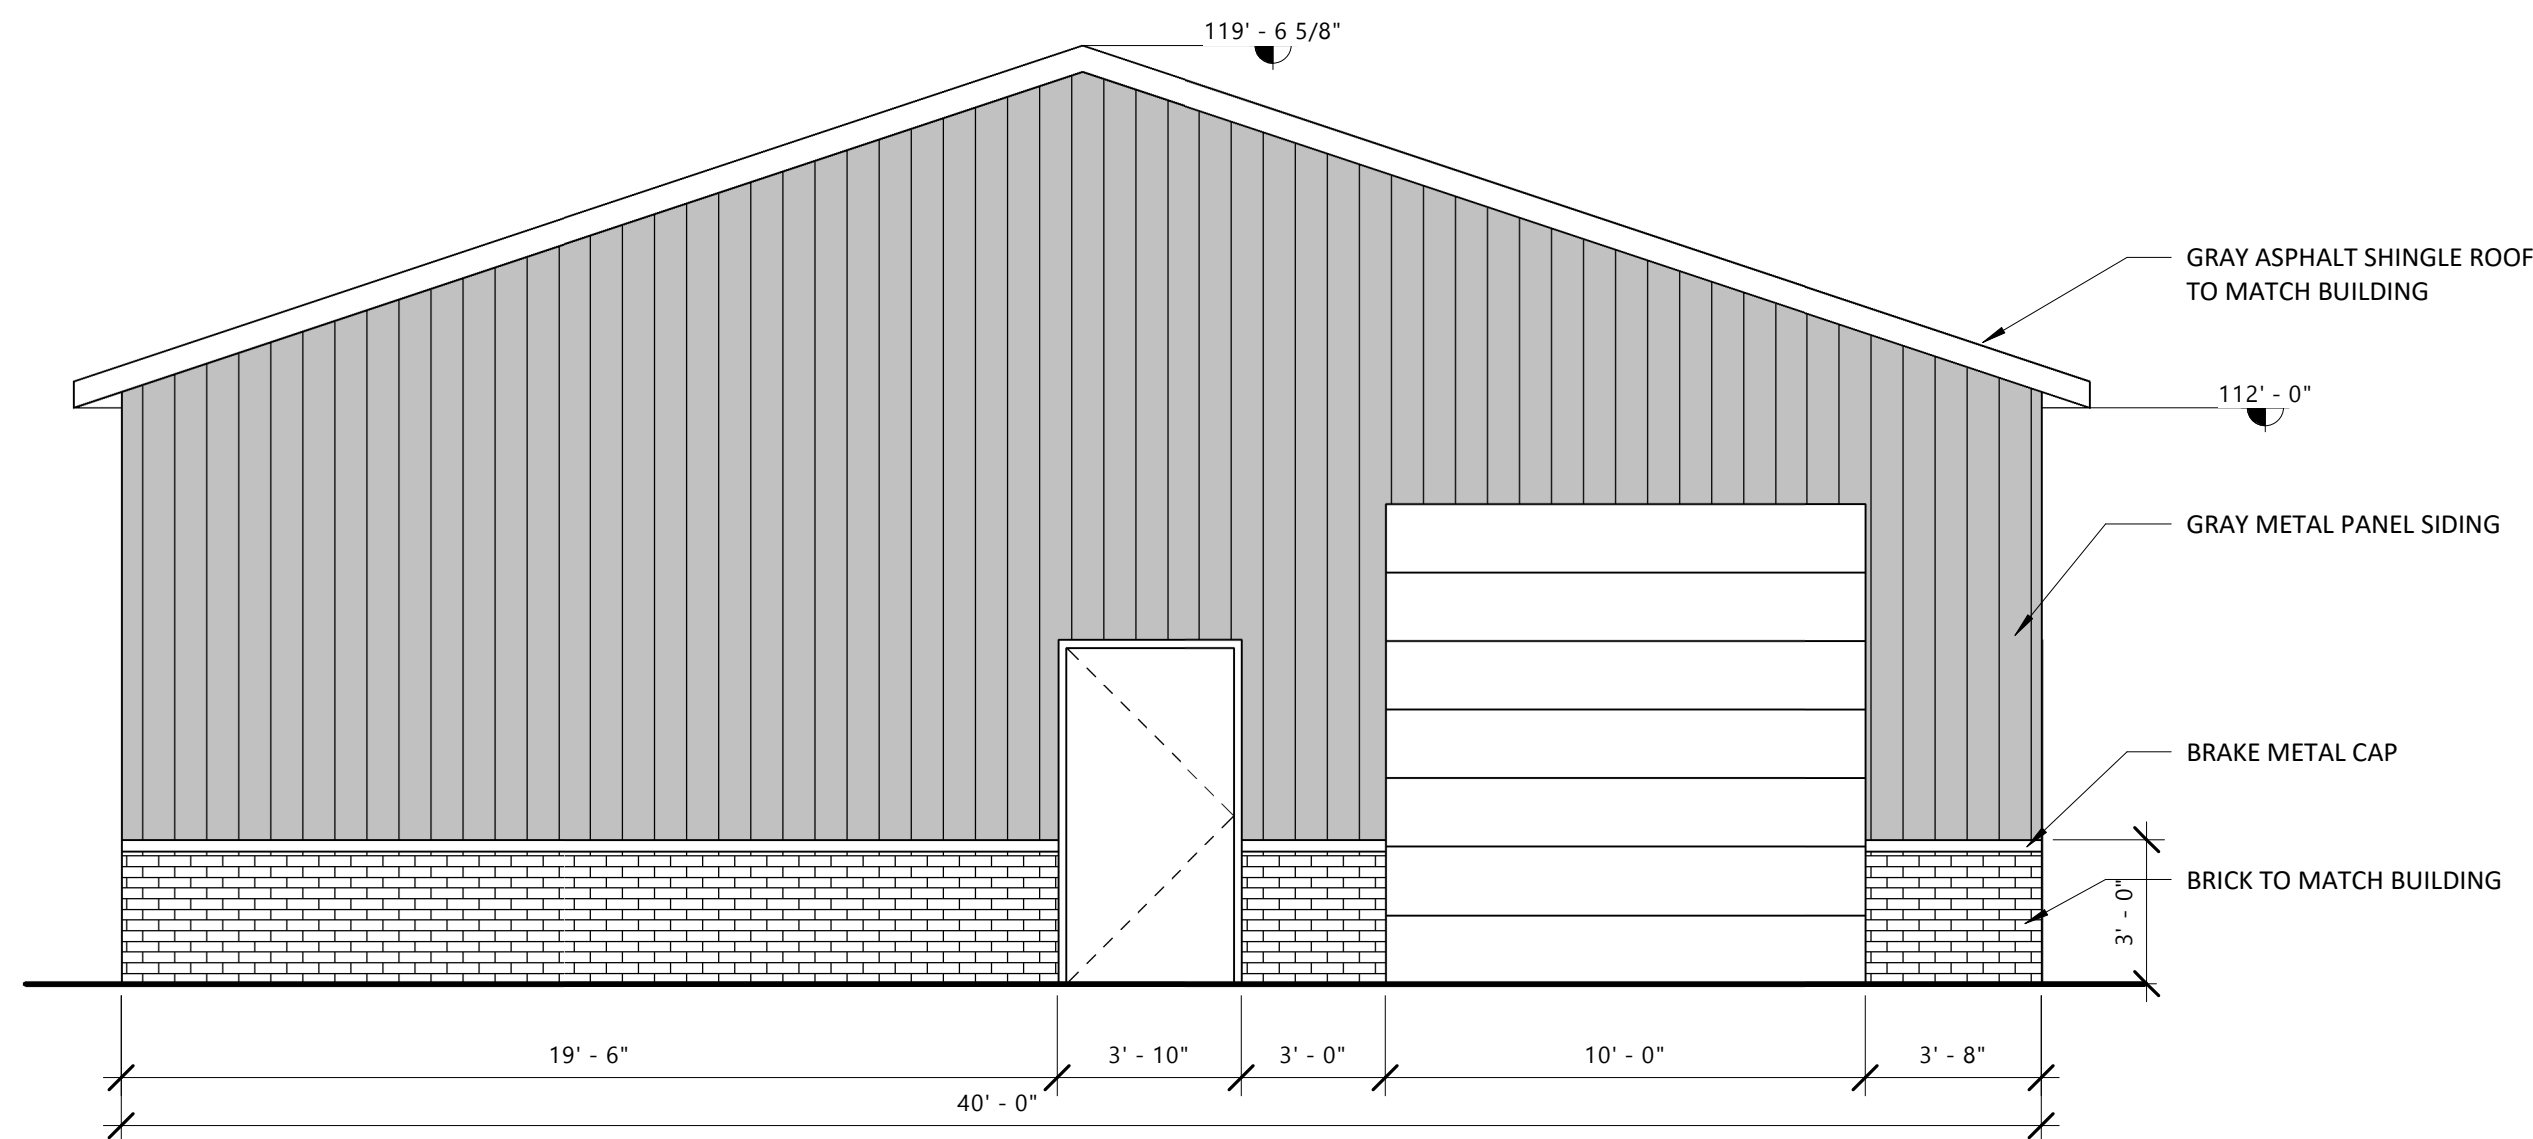 119' - 6 5/8"
GRAY ASPHALT SHINGLE ROOF
TO MATCH BUILDING
112' - 0"
GRAY METAL PANEL SIDING
BRAKE METAL CAP
BRICK TO MATCH BUILDING
3' - 0"
19' - 6"
3' - 10"
3' - 0"
10' - 0"
3' - 8"
40' - 0"